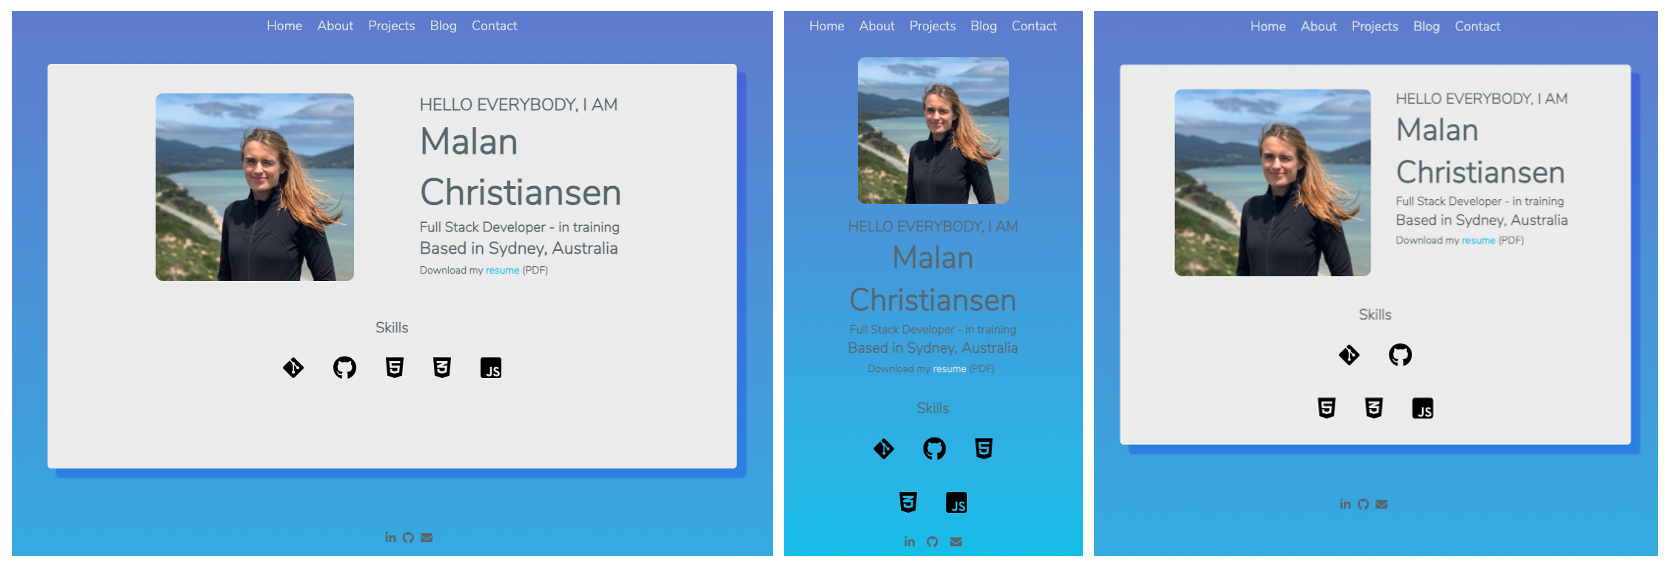 Home About Projects Blog Contact
HELLO EVERYBODY, I AM
Malan
Christiansen
Full Stack Developer - in training
Based in Sydney, Australia
Download my resume (PDF)
Skills
JS
Home About Projects Blog Contact
HELLO EVERYBODY, I AM
Malan
Christiansen
Full Stack Developer - in training
Based in Sydney, Australia
Download my resume (PDF)
Skills
JS
Home About Projects Blog Contact
HELLO EVERYBODY, I AM
Malan
Christiansen
Full Stack Developer - in training
Based in Sydney, Australia
Download my resume (PDF)
Skills
JS